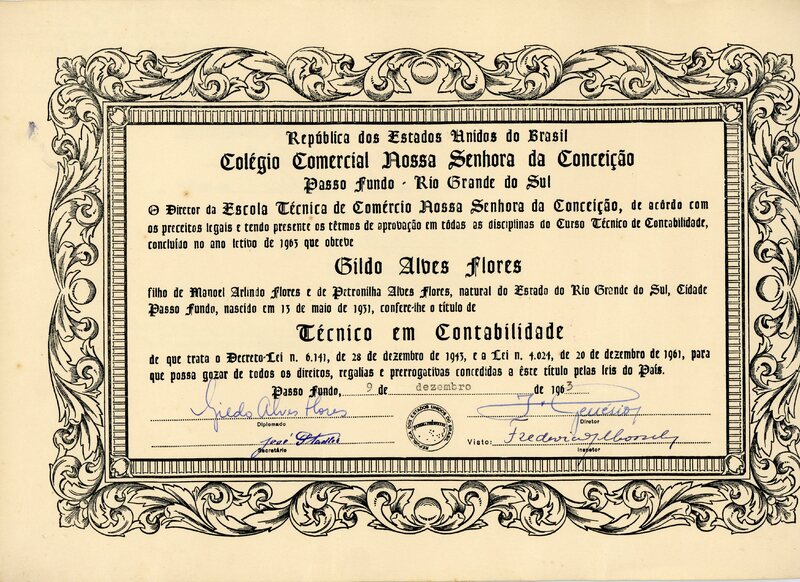 República dos Estados Unidos do Brasil
Colégio Comercial Nossa Senhora da Conceição
Passo Fundo - Rio Grande do Sul
O Diretor da Escola Técnica de Comércio Nossa Senhora da Conceição, de acôrdo com
os preceitos legais e tendo presente os têrmos de aprovação em tôdas as disciplinas do Curso Técnico de Contabilidade,
concluído no ano letivo de 1963 que obteve
Gildo Alves Flores
filho de Manoel Arlindo Flores e de Petronilha Alves Flores, natural do Estado do Rio Grande do Sul, Cidade
Passo Fundo, nascido em 13 de maio de 1931, confere-lhe o título de
Técnico em Contabilidade
de que trata o Decreto-Lei n. 6.141, de 28 de dezembro de 1943, e a Lei n. 4.024, de 20 de dezembro de 1961, para
que possa gozar de todos os direitos, regalias e prerrogativas concedidas a êste título pelas leis do País.
Passo Fundo, 9 de dezembro de 1963
Gildo Alves Flores
Diplomado
Diretor
José Stadler
Secretário
Visto:
Inspetor